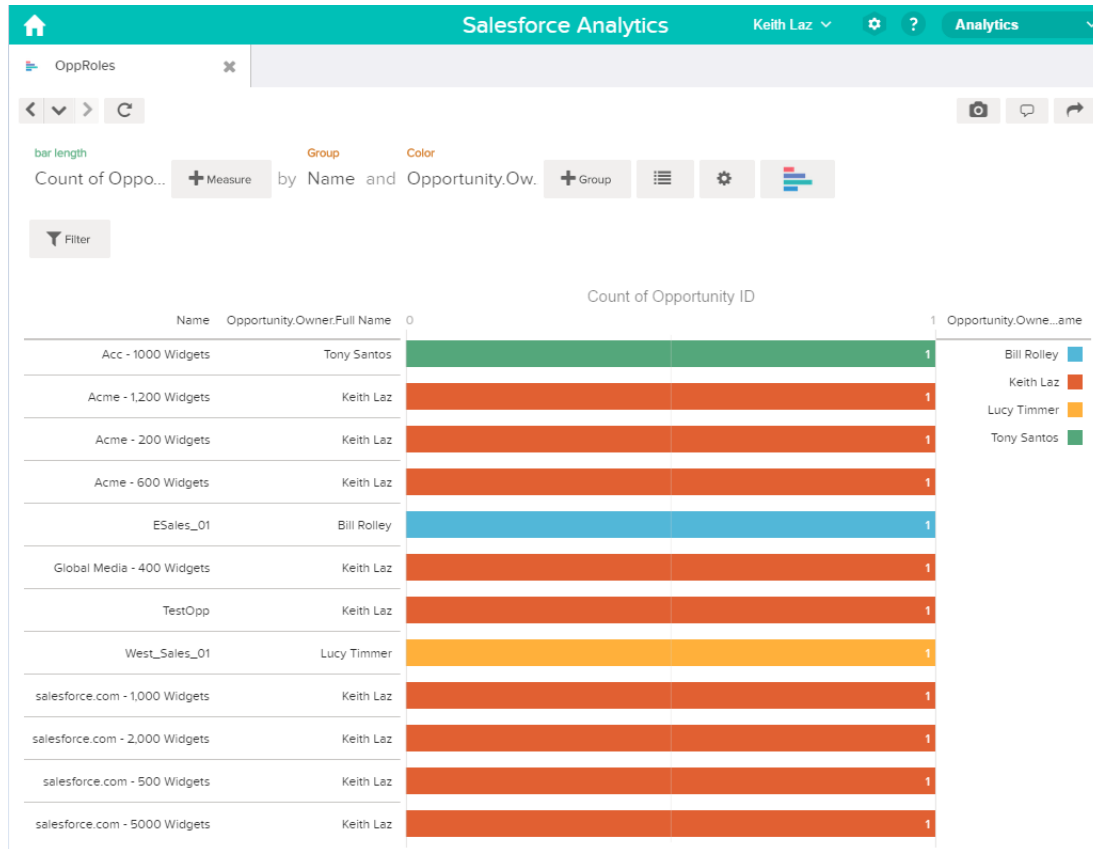 Salesforce Analytics Keith Laz ? Analytics
OppRoles
bar length Group Color
Count of Oppo... Measure by Name and Opportunity.Ow. Group
Filter
Count of Opportunity ID
Name Opportunity.Owner.Full Name 0 1 Opportunity.Owne...ame
Acc - 1000 Widgets Tony Santos 1 Bill Rolley
Keith Laz
Acme - 1,200 Widgets Keith Laz 1
Lucy Timmer
Acme - 200 Widgets Keith Laz 1 Tony Santos
Acme - 600 Widgets Keith Laz 1
ESales_01 Bill Rolley 1
Global Media - 400 Widgets Keith Laz 1
TestOpp Keith Laz 1
West_Sales_01 Lucy Timmer 1
salesforce.com - 1,000 Widgets Keith Laz 1
salesforce.com - 2,000 Widgets Keith Laz 1
salesforce.com - 500 Widgets Keith Laz 1
salesforce.com - 5000 Widgets Keith Laz 1